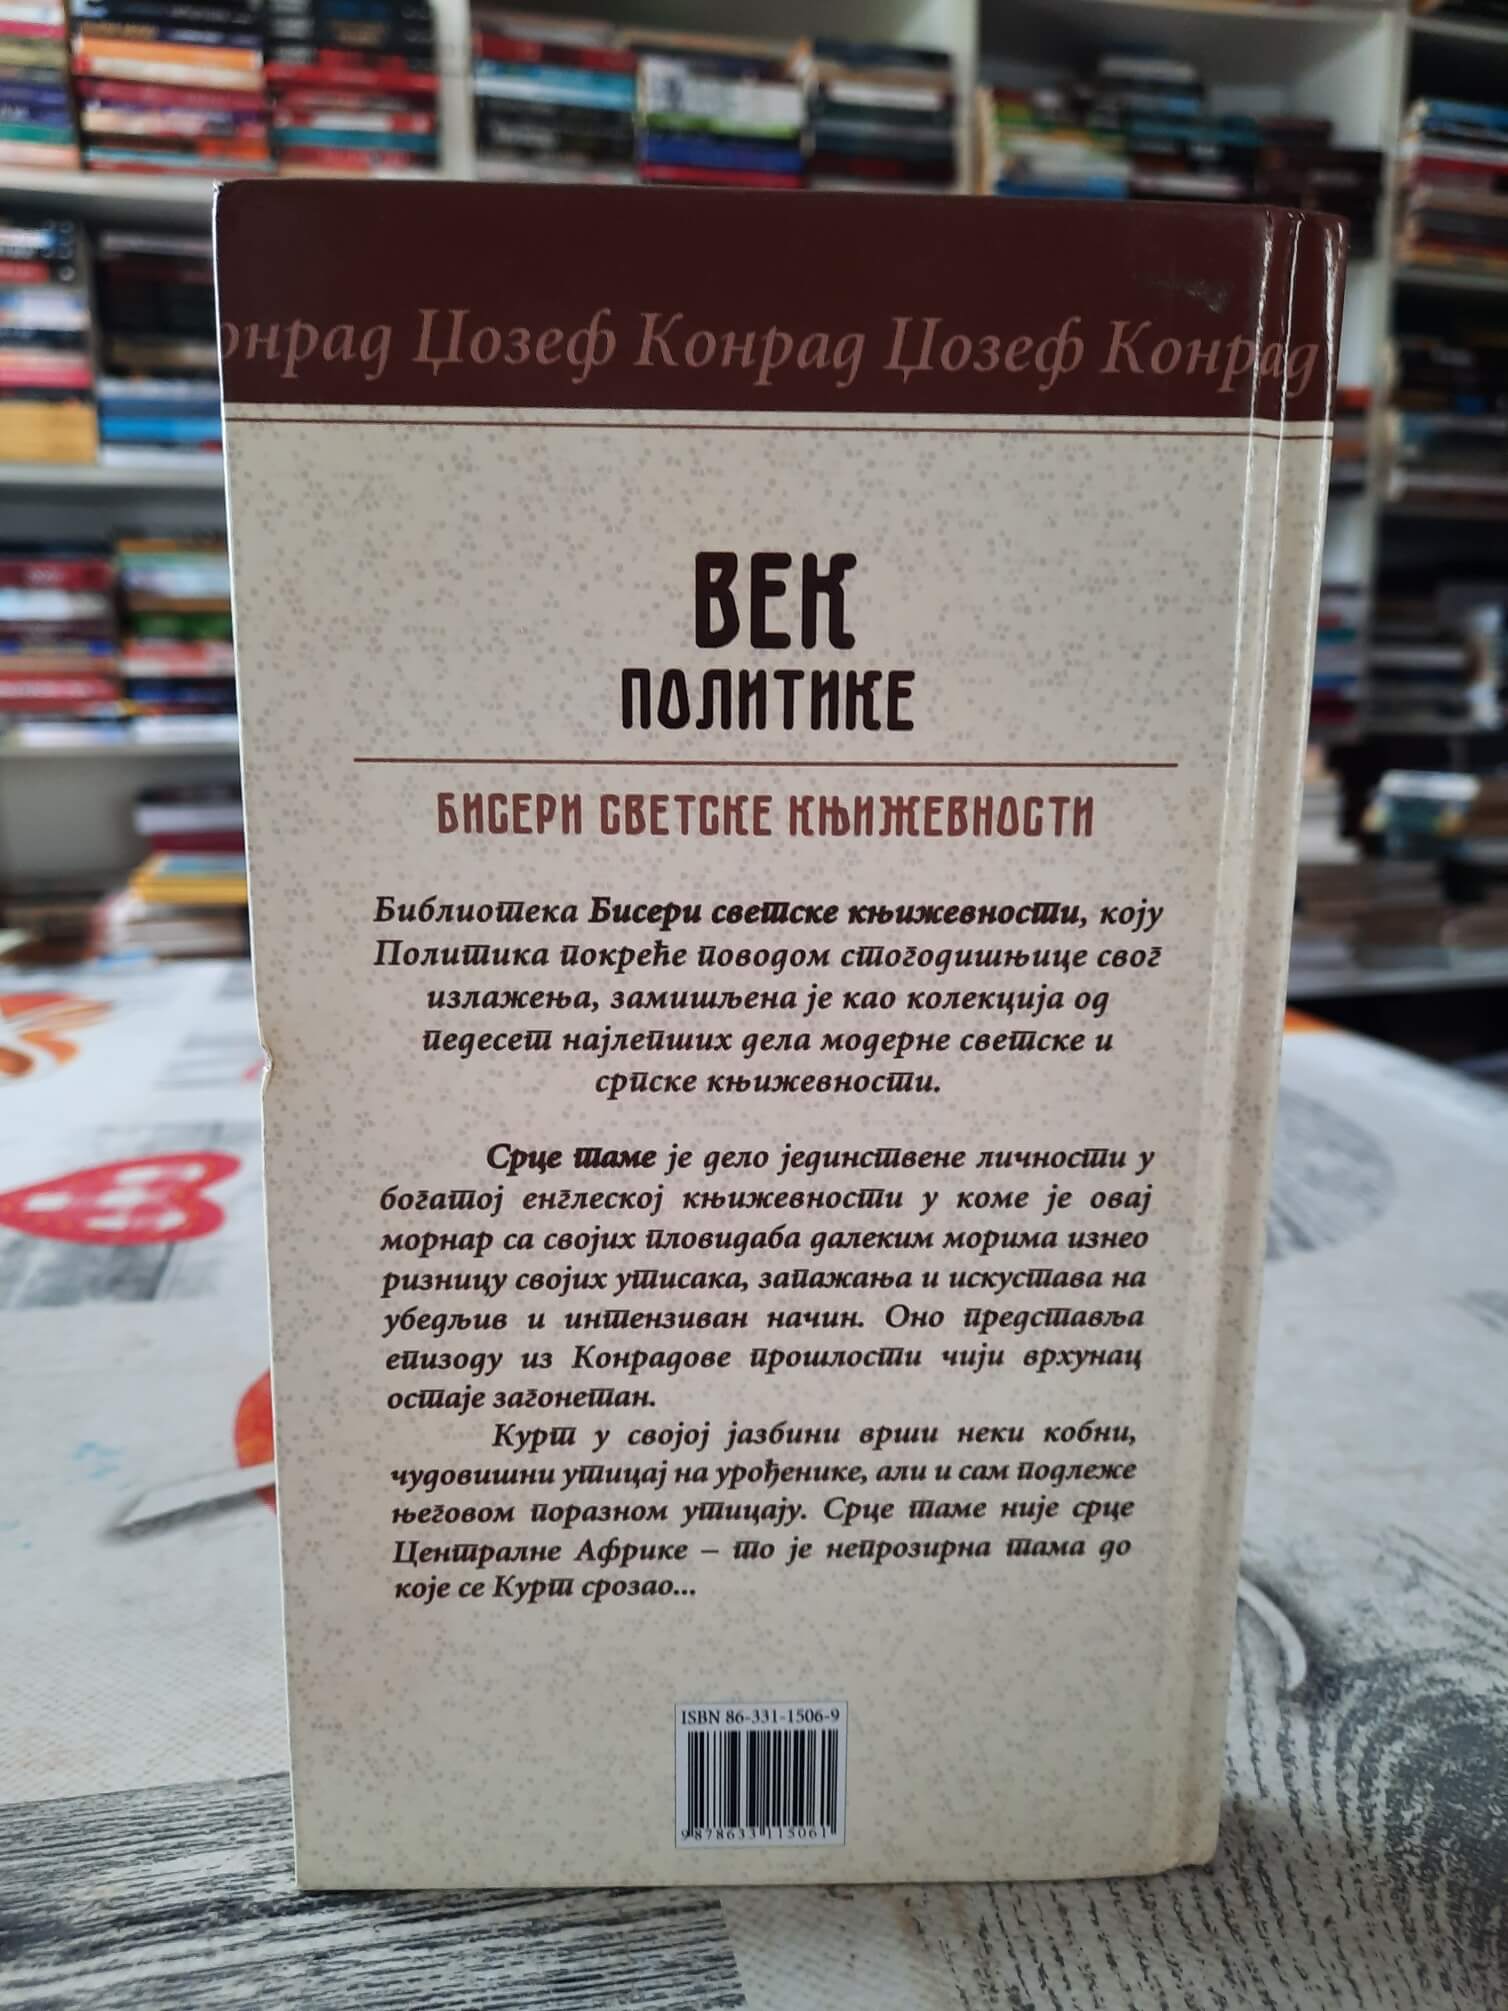 онрад Џозеф Конрад Џозеф Конрад
ВЕК
ПОЛИТИКЕ
БИСЕРИ СВЕТСКЕ КЊИЖЕВНОСТИ
Библиотека Бисери светске књижевности, коју
Политика покреће поводом стогодишњице свог
излажења, замишљена је као колекција од
педесет најлепших дела модерне светске и
српске књижевности.
Срце таме је дело јединствене личности у
богатој енглеској књижевности у коме је овај
морнар са својих пловидаба далеким морима изнео
ризницу својих утисака, запажања и искустава на
убедљив и интензиван начин. Оно представља
епизоду из Конрадове прошлости чији врхунац
остаје загонетан.
Курт у својој јазбини врши неки кобни,
чудовишни утицај на урођенике, али и сам подлеже
његовом поразном утицају. Срце таме није срце
Централне Африке – то је непрозирна тама до
које се Курт срозао...
ISBN 86-331-1506-9
9 788633 115061